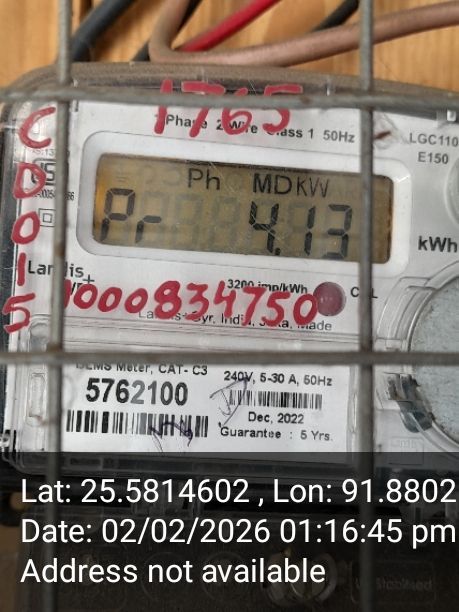 1765
1 Phase 2 Wire Class 1 50Hz
LGC110
E150
CD015
Ph MD KW
Pr 4.13
kWh
Landis+
3200 imp/kWh
CAL
1000834750
Landis+Gyr, India, Made
BEMS Meter, CAT- C3
240V, 5-30 A, 50Hz
5762100
Dec, 2022
Guarantee : 5 Yrs.
Lat: 25.5814602 , Lon: 91.8802
Date: 02/02/2026 01:16:45 pm
Address not available